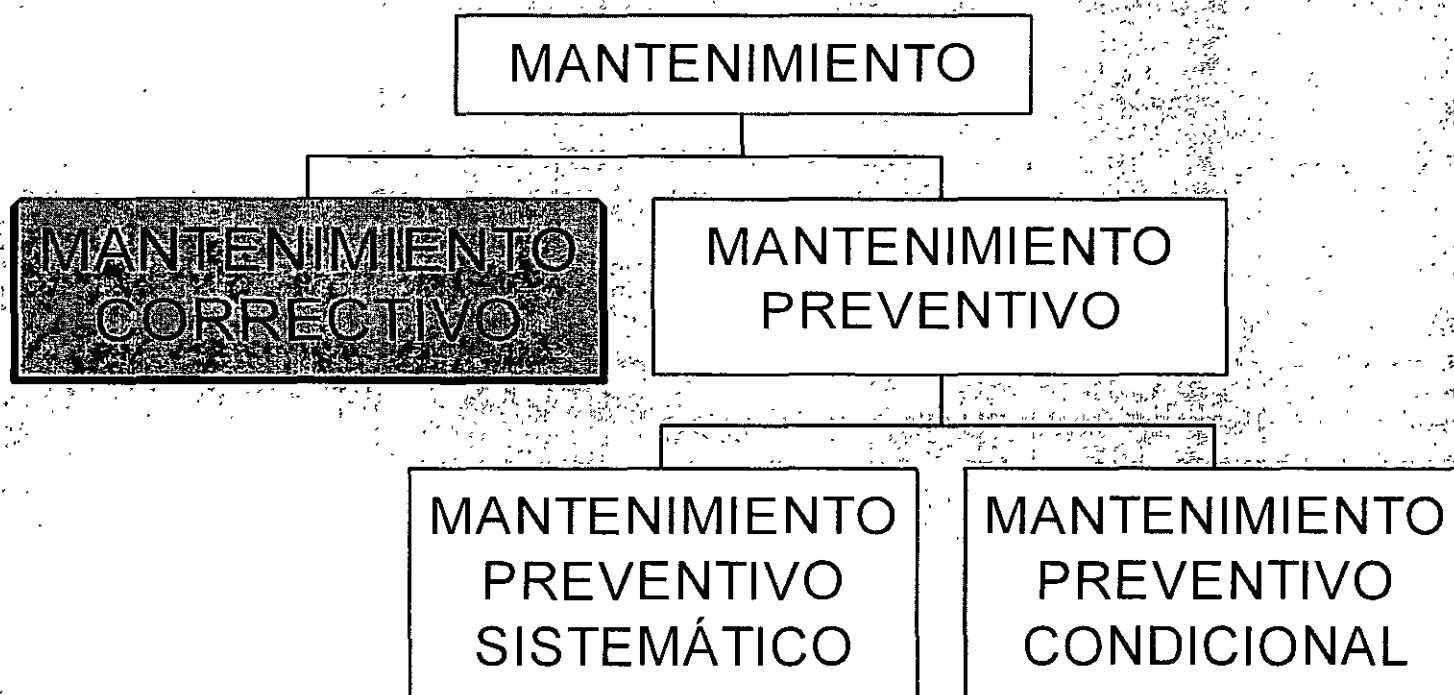 MANTENIMIENTO
MANTENIMIENTO
CORRECTIVO
MANTENIMIENTO
PREVENTIVO
MANTENIMIENTO
PREVENTIVO
SISTEMÁTICO
MANTENIMIENTO
PREVENTIVO
CONDICIONAL